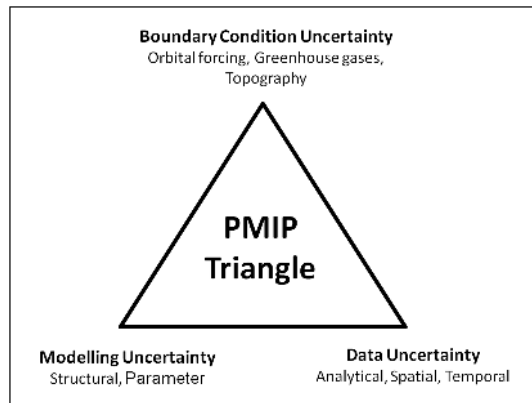 Boundary Condition Uncertainty
Orbital forcing, Greenhouse gases,
Topography
PMIP
Triangle
Modelling Uncertainty
Structural, Parameter
Data Uncertainty
Analytical, Spatial, Temporal